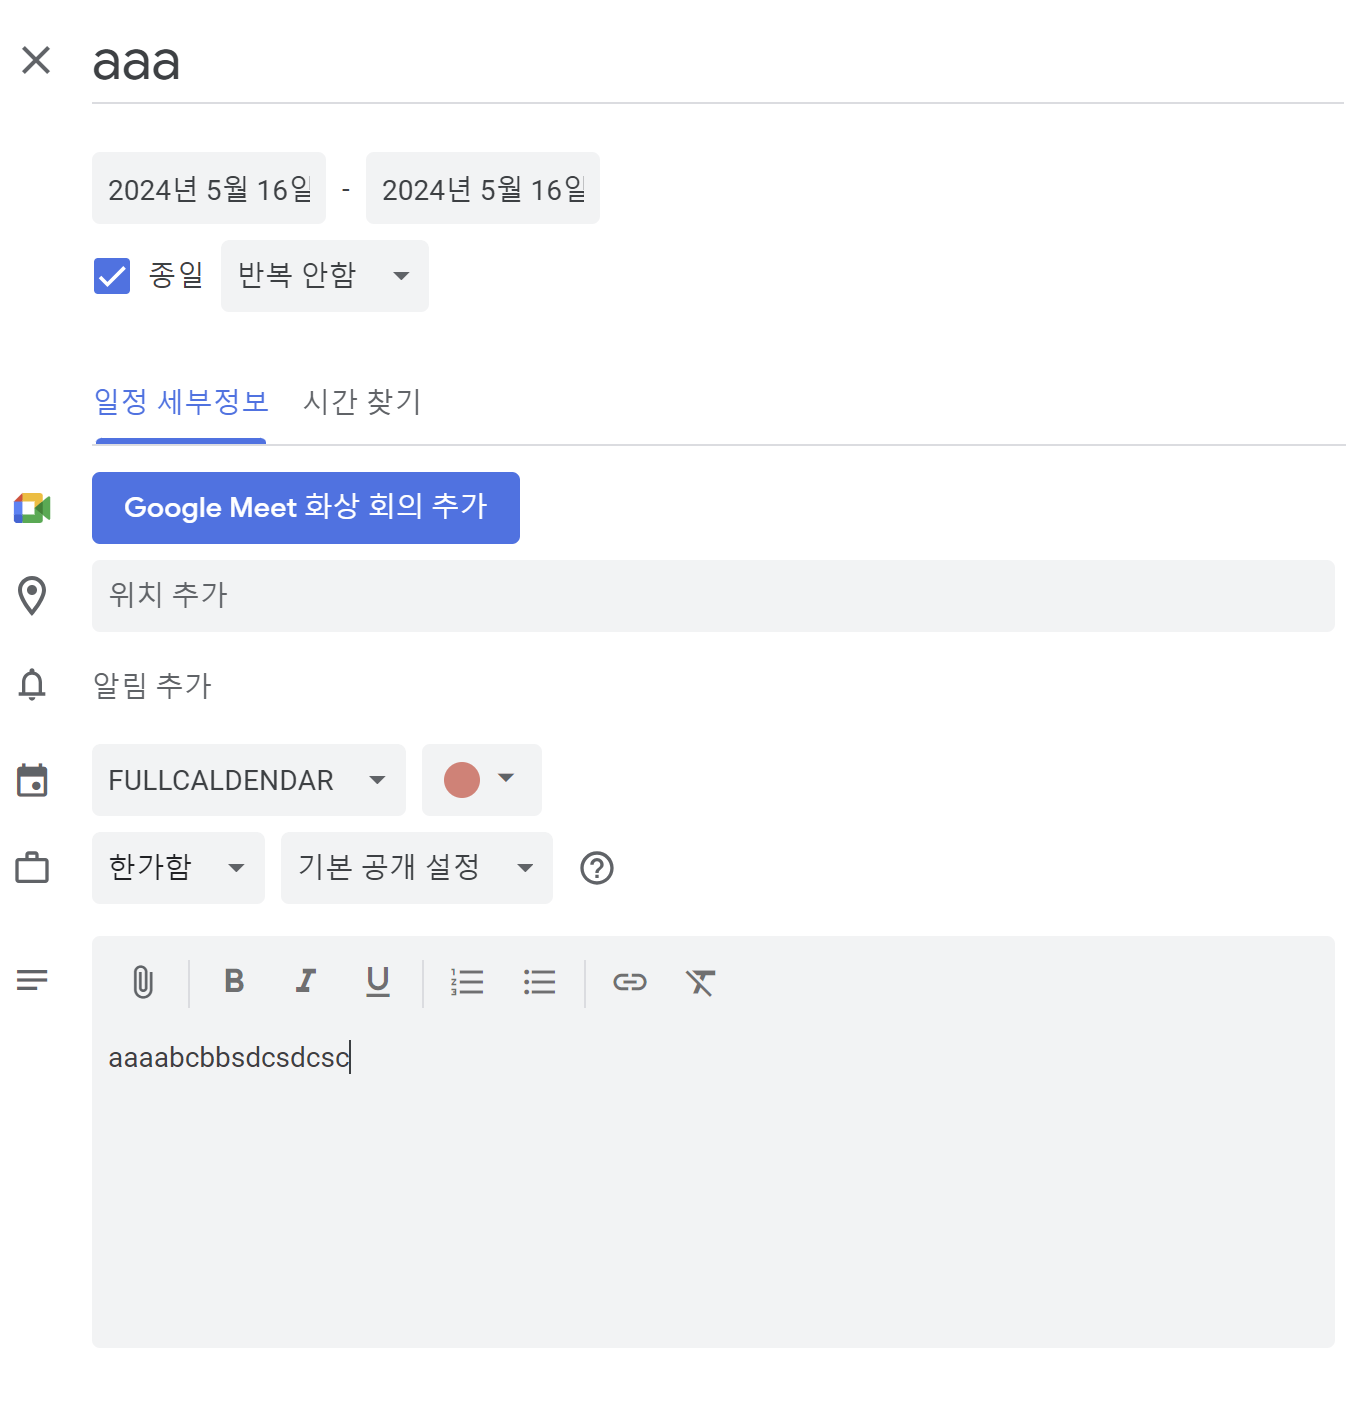 aaa
2024년 5월 16일 - 2024년 5월 16일
종일 반복 안함
일정 세부정보 시간 찾기
Google Meet 화상 회의 추가
위치 추가
알림 추가
FULLCALDENDAR
한가함 기본 공개 설정
aaaabcbbsdcsdcsc